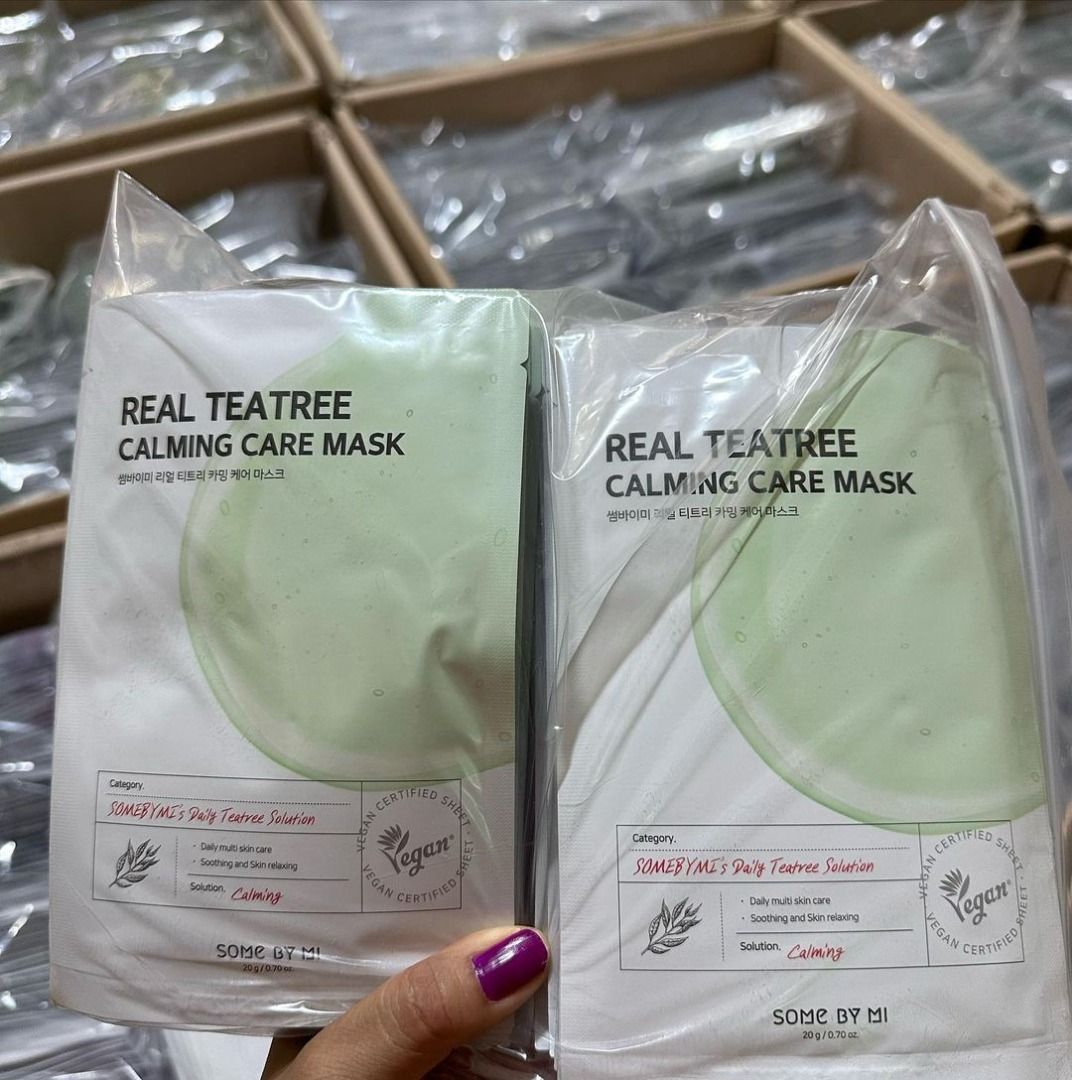 REAL TEATREE
CALMING CARE MASK
썸바이미 리얼 티트리 카밍 케어 마스크
Category.
SOMEBYMI's Daily Teatree Solution
· Daily multi skin care
· Soothing and Skin relaxing
Solution. Calming
VEGAN CERTIFIED SHEET · VEGAN CERTIFIED SHEET ·
Vegan®
SOME BY MI
20 g / 0.70 oz.
REAL TEATREE
CALMING CARE MASK
썸바이미 리얼 티트리 카밍 케어 마스크
Category.
SOMEBYMI's Daily Teatree Solution
· Daily multi skin care
· Soothing and Skin relaxing
Solution. Calming
VEGAN CERTIFIED SHEET · VEGAN CERTIFIED SHEET ·
Vegan®
SOME BY MI
20 g / 0.70 oz.